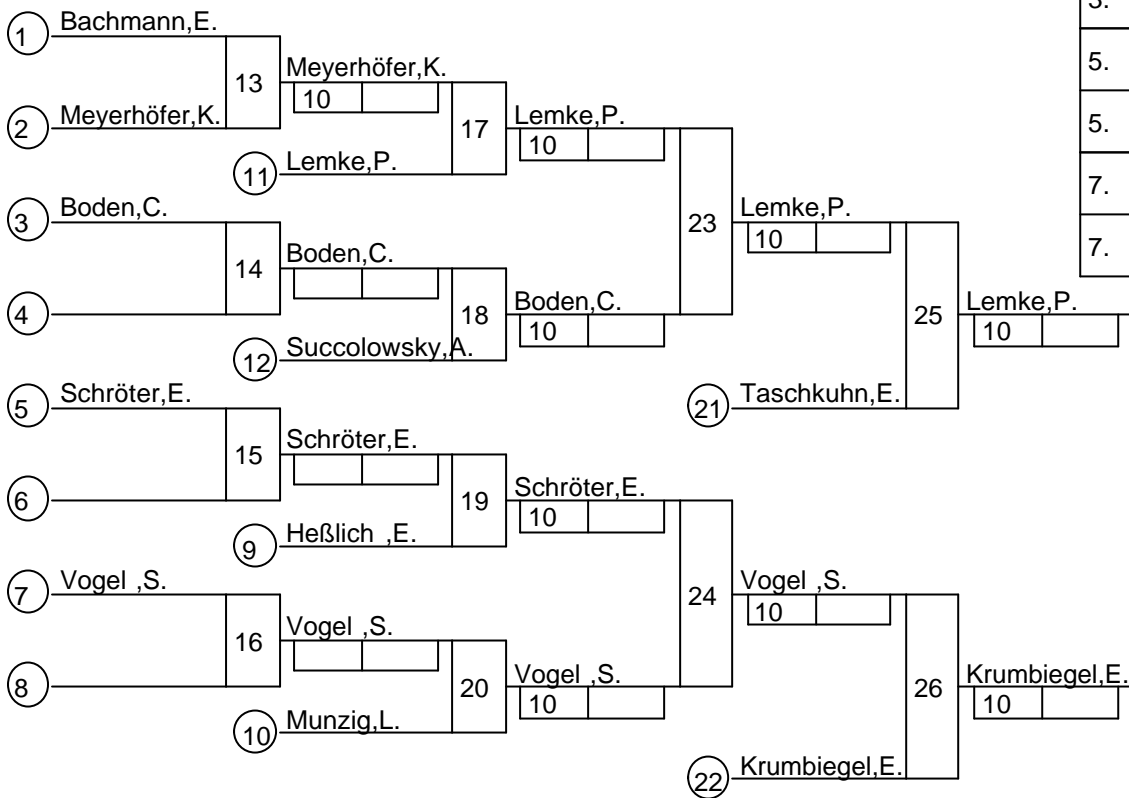 3.
1 Bachmann,E.
5.
13 Meyerhöfer,K.
10
2 Meyerhöfer,K.
17 Lemke,P.
5.
10
11 Lemke,P.
7.
3 Boden,C.
23 Lemke,P.
10
7.
14 Boden,C.
4
18 Boden,C.
25 Lemke,P.
10
10
12 Succolowsky,A.
5 Schröter,E.
21 Taschkuhn,E.
15 Schröter,E.
6
19 Schröter,E.
10
9 Heßlich ,E.
7 Vogel ,S.
24 Vogel ,S.
10
16 Vogel ,S.
8
20 Vogel ,S.
26 Krumbiegel,E.
10
10
10 Munzig,L.
22 Krumbiegel,E.